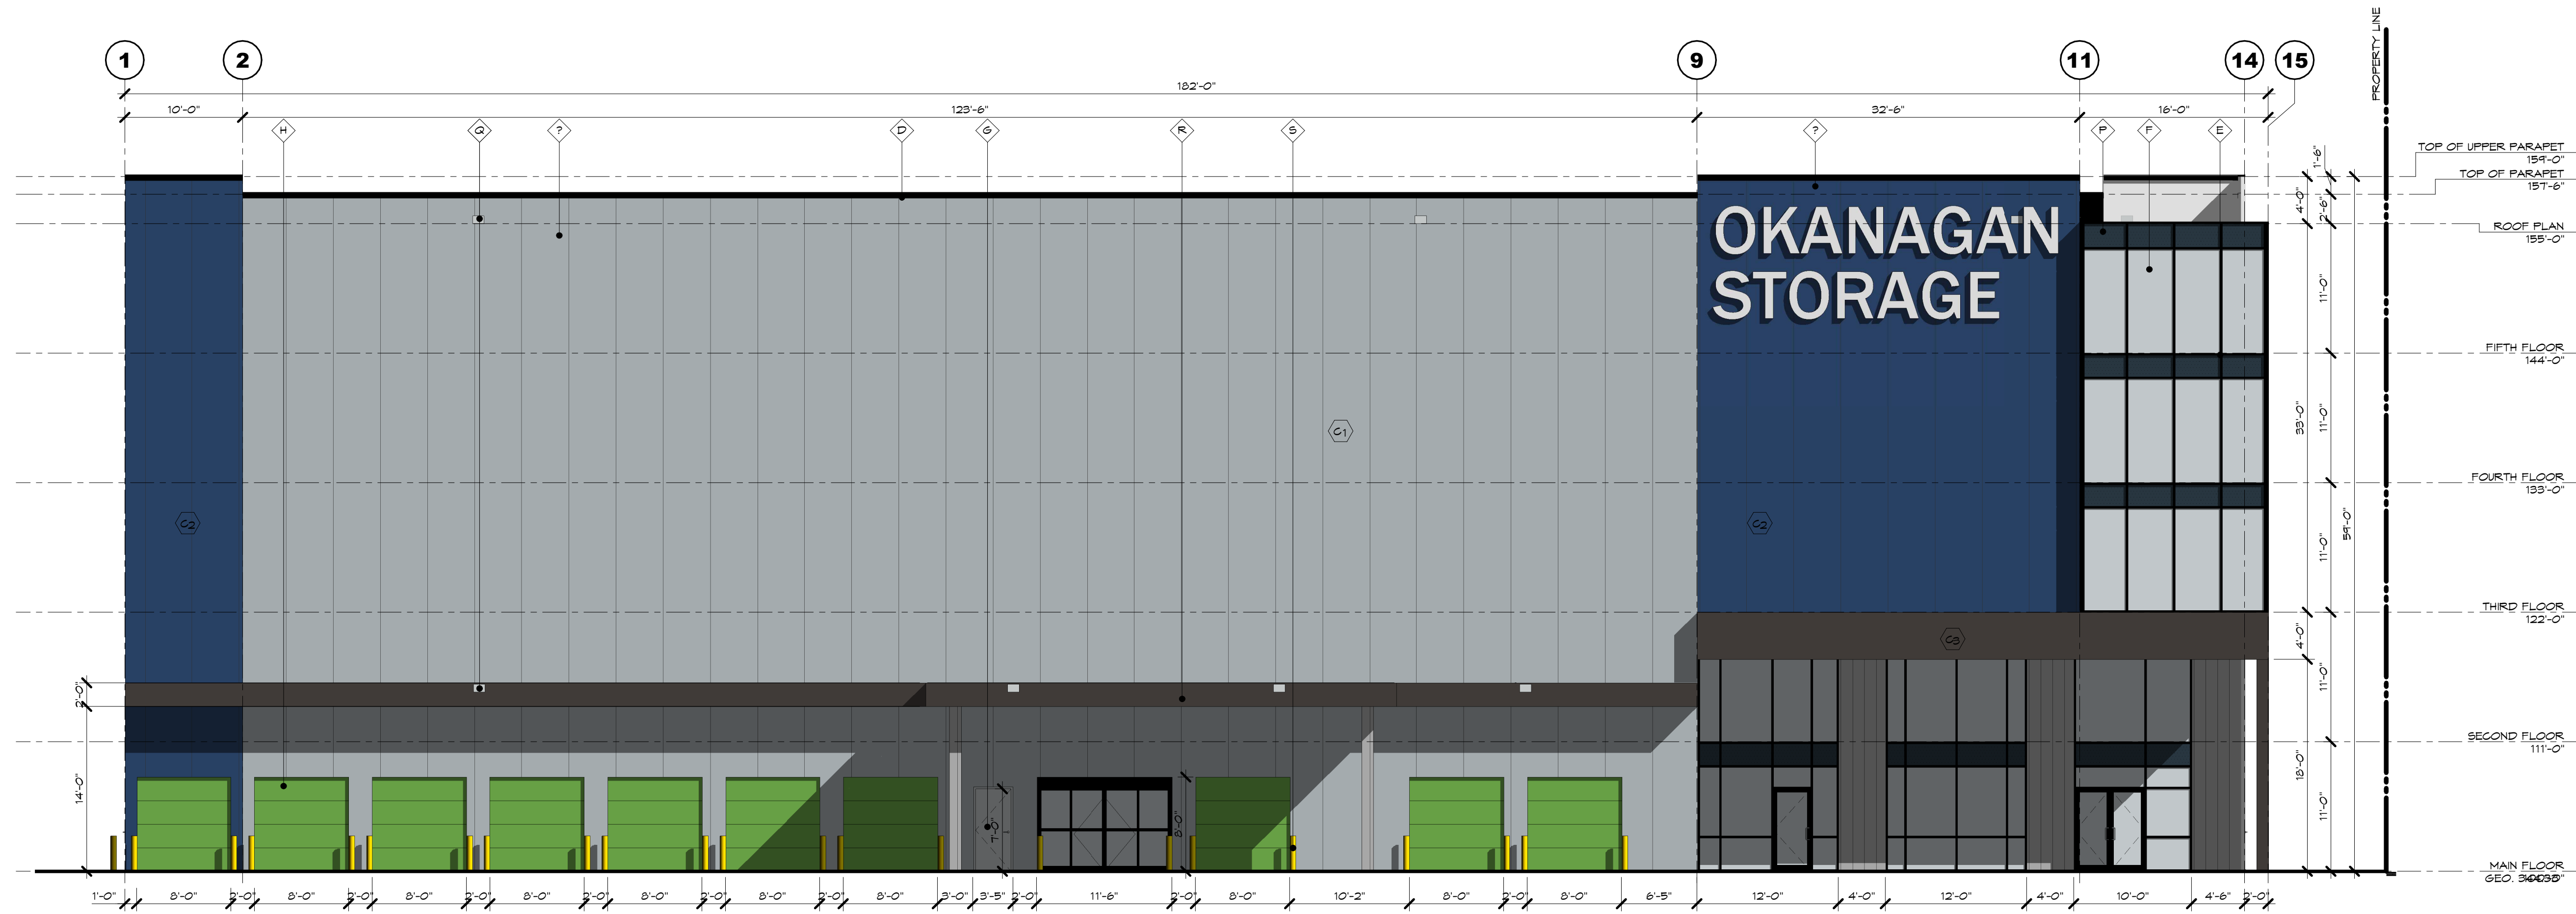 PROPERTY LINE
1 2 9 11 14 15
182'-0"
10'-0" 123'-6" 32'-6" 16'-0"
H Q ? D G R S ? P F E
TOP OF UPPER PARAPET
159'-0"
TOP OF PARAPET
157'-6"
ROOF PLAN
155'-0"
1'-6"
4'-0" 2'-6"
OKANAGAN
STORAGE
11'-0"
FIFTH FLOOR
144'-0"
33'-0" 11'-0"
C1
FOURTH FLOOR
133'-0"
C2 C2
59'-0"
11'-0"
THIRD FLOOR
122'-0"
C3
4'-0"
11'-0"
2'-0"
SECOND FLOOR
111'-0"
14'-0"
18'-0"
7'-0" 8'-0"
11'-0"
MAIN FLOOR
GEO.
1'-0" 8'-0" 2'-0" 8'-0" 2'-0" 8'-0" 2'-0" 8'-0" 2'-0" 8'-0" 2'-0" 8'-0" 2'-0" 8'-0" 3'-0" 3'-5" 2'-0" 11'-6" 2'-0" 8'-0" 10'-2" 8'-0" 2'-0" 8'-0" 6'-5" 12'-0" 4'-0" 12'-0" 4'-0" 10'-0" 4'-6" 2'-0"